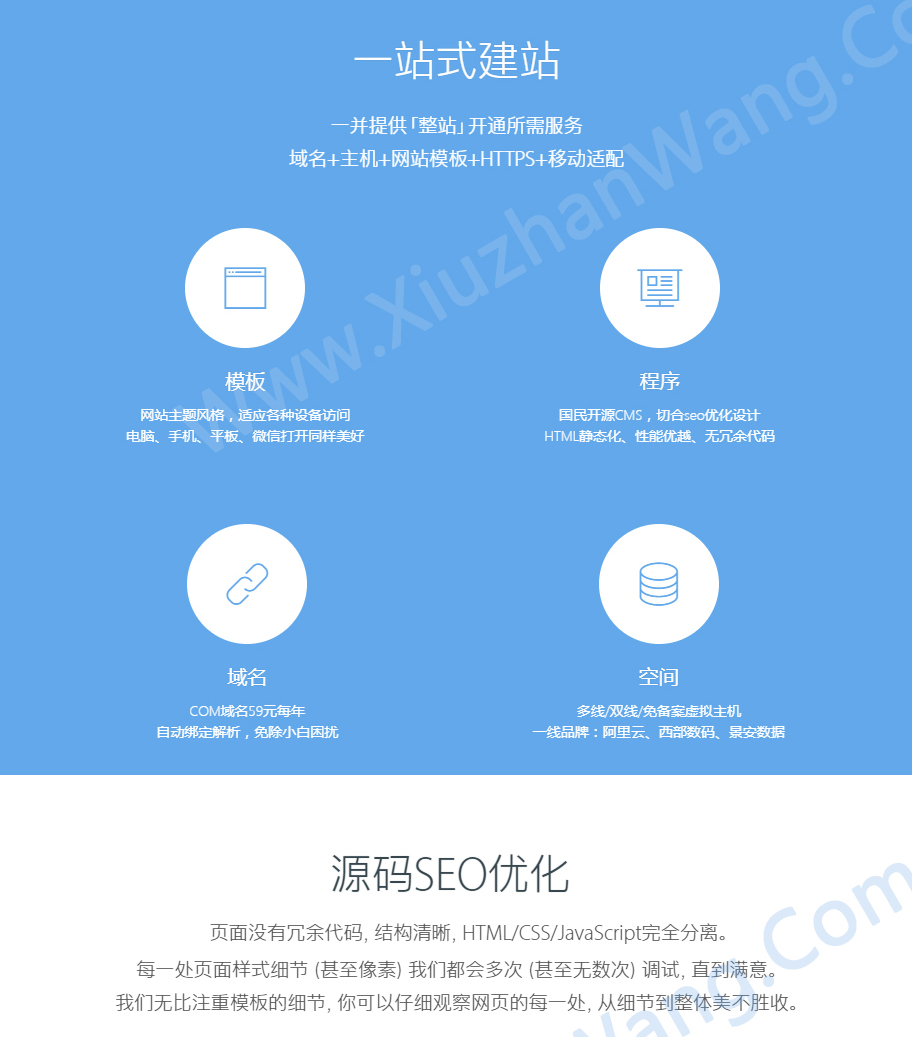 一站式建站
一并提供「整站」开通所需服务
域名+主机+网站模板+HTTPS+移动适配
模板
网站主题风格，适应各种设备访问
电脑、手机、平板、微信打开同样美好
程序
国民开源CMS，切合seo优化设计
HTML静态化、性能优越、无冗余代码
域名
COM域名59元每年
自动绑定解析，免除小白困扰
空间
多线/双线/免备案虚拟主机
一线品牌：阿里云、西部数码、景安数据
源码SEO优化
页面没有冗余代码, 结构清晰, HTML/CSS/JavaScript完全分离。
每一处页面样式细节 (甚至像素) 我们都会多次 (甚至无数次) 调试, 直到满意。
我们无比注重模板的细节, 你可以仔细观察网页的每一处, 从细节到整体美不胜收。
Www.XiuzhanWang.Co
ang.Com